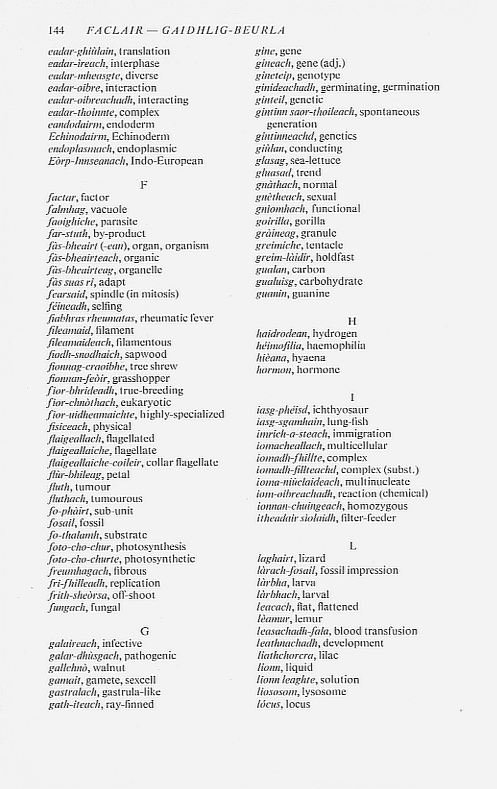 144 FACLAIR — GAIDHLIG-BEURLA
eadar-ghiùlain, translation
eadar-ìreach, interphase
eadar-mheasgte, diverse
eadar-oibre, interaction
eadar-oibreachadh, interacting
eadar-thoinnte, complex
eandodairm, endoderm
Echinodairm, Echinoderm
endoplasmach, endoplasmic
Eòrp-Innseanach, Indo-European
F
factar, factor
falmhag, vacuole
faoighiche, parasite
far-stuth, by-product
fàs-bheairt (-ean), organ, organism
fàs-bheairteach, organic
fàs-bheairteag, organelle
fàs suas ri, adapt
fearsaid, spindle (in mitosis)
féineadh, selfing
fiabhras rheumatas, rheumatic fever
fileamaid, filament
fileamaideach, filamentous
fiodh-snodhaich, sapwood
fionnag-craoibhe, tree shrew
fionnan-feòir, grasshopper
fìor-bhrideadh, true-breeding
fìor-chnòthach, eukaryotic
fìor-uidheamaichte, highly-specialized
fisiceach, physical
flaigeallach, flagellated
flaigeallaiche, flagellate
flaigeallaiche-coileir, collar flagellate
flùr-bhileag, petal
fluth, tumour
fluthach, tumourous
fo-phàirt, sub-unit
fosail, fossil
fo-thalamh, substrate
foto-cho-chur, photosynthesis
foto-cho-churte, photosynthetic
freumhagach, fibrous
fri-fhilleadh, replication
frith-sheòrsa, off-shoot
fungach, fungal
G
galaireach, infective
galar-dhùsgach, pathogenic
gallchnò, walnut
gamait, gamete, sexcell
gastralach, gastrula-like
gath-iteach, ray-finned
gine, gene
gineach, gene (adj.)
gineteip, genotype
ginideachadh, germinating, germination
ginteil, genetic
gintinn saor-thoileach, spontaneous
generation
gintinneachd, genetics
giùlan, conducting
glasag, sea-lettuce
gluasad, trend
gnàthach, normal
gnètheach, sexual
gnìomhach, functional
goirilla, gorilla
gràineag, granule
greimiche, tentacle
greim-làidir, holdfast
gualan, carbon
gualuisg, carbohydrate
guanin, guanine
H
haidrodean, hydrogen
héimofilia, haemophilia
hièana, hyaena
hormon, hormone
I
iasg-phéisd, ichthyosaur
iasg-sgamhain, lung-fish
imrich-a-steach, immigration
iomacheallach, multicellular
iomadh-fhillte, complex
iomadh-fillteachd, complex (subst.)
ioma-niùclaideach, multinucleate
iom-oibreachadh, reaction (chemical)
ionnan-chuingeach, homozygous
itheadair sìolaidh, filter-feeder
L
laghairt, lizard
làrach-fosail, fossil impression
làrbha, larva
làrbhach, larval
leacach, flat, flattened
lèamur, lemur
leasachadh-fala, blood transfusion
leathnachadh, development
liathchorcra, lilac
lionn, liquid
lionn leaghte, solution
liososom, lysosome
lócus, locus